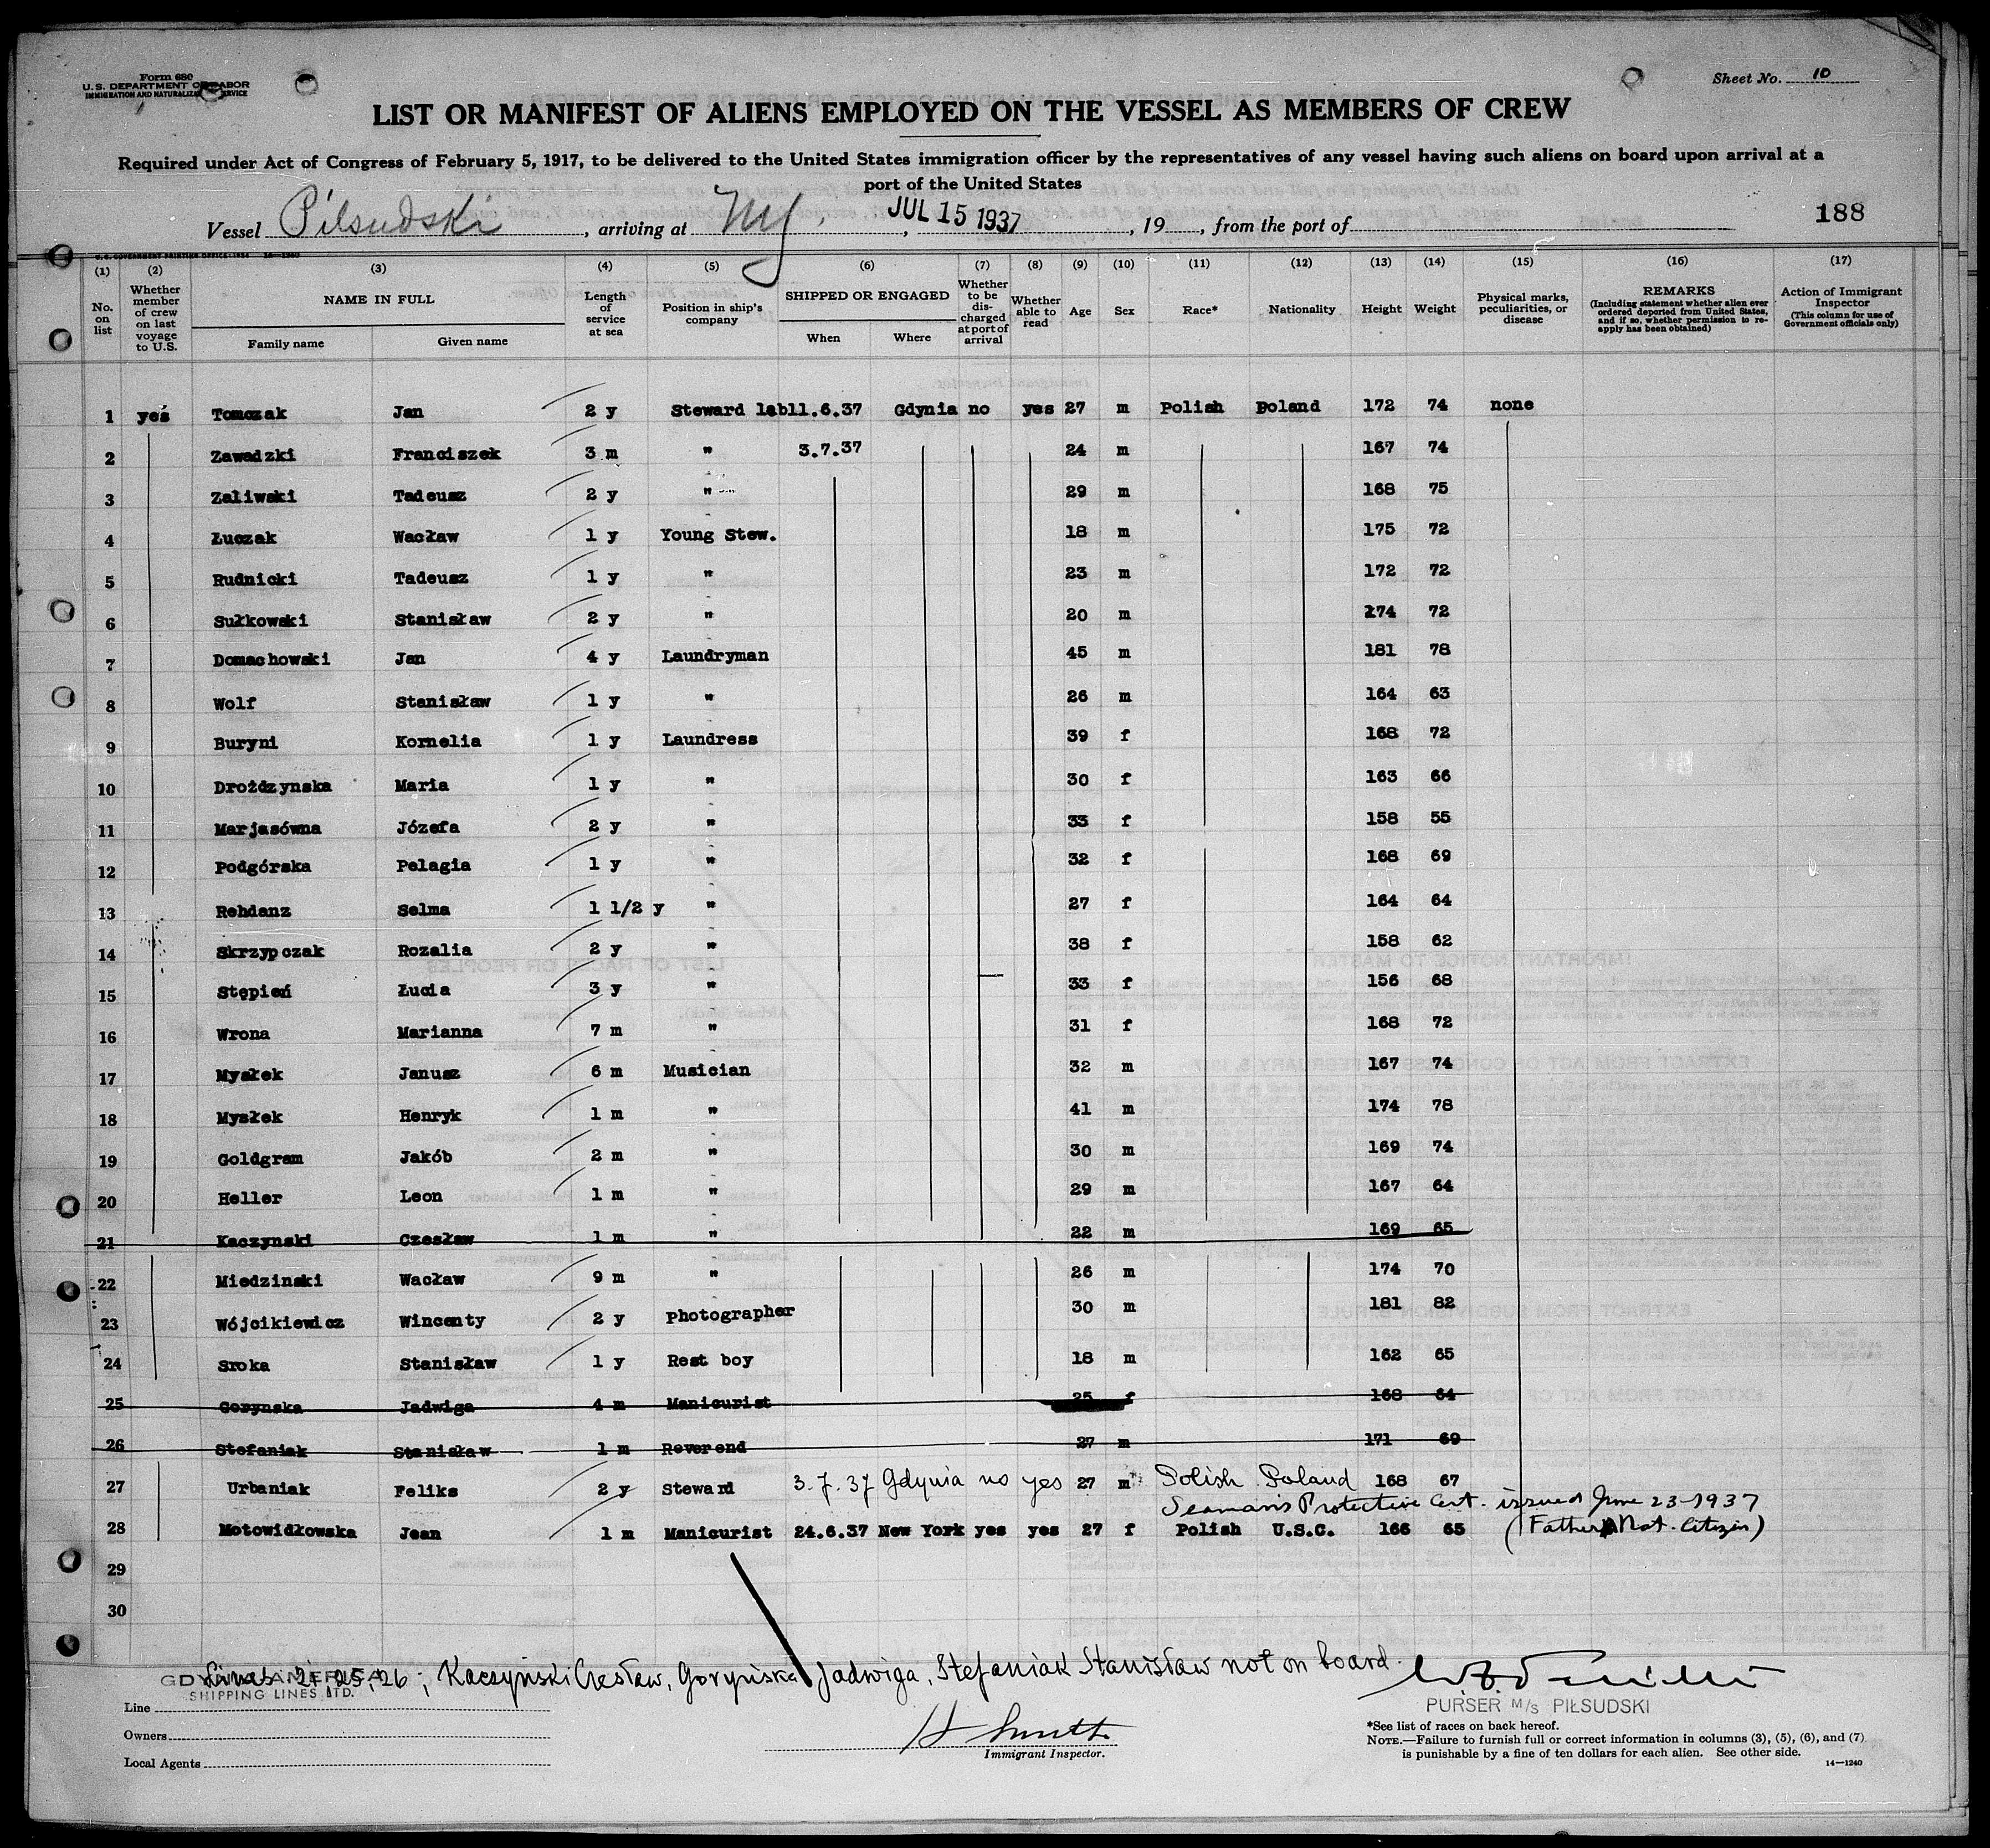 Form 680
U.S. DEPARTMENT OF LABOR
IMMIGRATION AND NATURALIZATION SERVICE
Sheet No. 10
LIST OR MANIFEST OF ALIENS EMPLOYED ON THE VESSEL AS MEMBERS OF CREW
Required under Act of Congress of February 5, 1917, to be delivered to the United States immigration officer by the representatives of any vessel having such aliens on board upon arrival at a
port of the United States
188
Vessel Pilsudski, arriving at NY, JUL 15 1937, 19, from the port of
U.S. GOVERNMENT PRINTING OFFICE: 1934 14—1240
(1) (2) (3) (4) (5) (6) (7) (8) (9) (10) (11) (12) (13) (14) (15) (16) (17)
No. on list
Whether member of crew on last voyage to U.S.
NAME IN FULL
Family name Given name
Length of service at sea
Position in ship's company
SHIPPED OR ENGAGED
When Where
Whether to be discharged at port of arrival
Whether able to read
Age
Sex
Race*
Nationality
Height
Weight
Physical marks, peculiarities, or disease
REMARKS
(Including statement whether alien ever ordered deported from United States, and if so, whether permission to reapply has been obtained)
Action of Immigrant Inspector
(This column for use of Government officials only)
1 yes Tomczak Jan 2 y Steward lab 11.6.37 Gdynia no yes 27 m Polish Poland 172 74 none
2 Zawadzki Franciszek 3 m " 3.7.37 24 m 167 74
3 Zaliwski Tadeusz 2 y " 29 m 168 75
4 Łuczak Wacław 1 y Young Stew. 18 m 175 72
5 Rudnicki Tadeusz 1 y " 23 m 172 72
6 Sułkowski Stanisław 2 y " 20 m 174 72
7 Domachowski Jan 4 y Laundryman 45 m 181 78
8 Wolf Stanisław 1 y " 26 m 164 63
9 Buryni Kornelia 1 y Laundress 39 f 168 72
10 Drożdzynska Maria 1 y " 30 f 163 66
11 Marjasówna Józefa 2 y " 33 f 158 55
12 Podgórska Pelagia 1 y " 32 f 168 69
13 Rehdanz Selma 1 1/2 y " 27 f 164 64
14 Skrzypczak Rozalia 2 y " 38 f 158 62
15 Stępień Łucia 3 y " 33 f 156 68
16 Wrona Marianna 7 m " 31 f 168 72
17 Mysłek Janusz 6 m Musician 32 m 167 74
18 Mysłek Henryk 1 m " 41 m 174 78
19 Goldgram Jakób 2 m " 30 m 169 74
20 Heller Leon 1 m " 29 m 167 64
21 Kaczynski Czesław 1 m " 22 m 169 65
22 Miedzinski Wacław 9 m " 26 m 174 70
23 Wójcikiewicz Wincenty 2 y Photographer 30 m 181 82
24 Sroka Stanisław 1 y Rest boy 18 m 162 65
25 Gorynska Jadwiga 4 m Manicurist 25 f 168 64
26 Stefaniak Stanisław 1 m Reverend 27 m 171 69
27 Urbaniak Feliks 2 y Steward 3.7.37 Gdynia no yes 27 m Polish Poland 168 67
Seaman's Protective Cert. issued June 23-1937
28 Motowidłowska Jean 1 m Manicurist 24.6.37 New York yes yes 27 f Polish U.S.C. 166 65 (Father Nat. Citizen)
29
30
Lines 21, 25, 26; Kaczyński Czesław, Goryńska Jadwiga, Stefaniak Stanisław not on board.
GDYNIA AMERICA
SHIPPING LINES LTD.
PURSER M/s PIŁSUDSKI
Line
Owners
Local Agents
H Smith
Immigrant Inspector.
*See list of races on back hereof.
NOTE.—Failure to furnish full or correct information in columns (3), (5), (6), and (7)
is punishable by a fine of ten dollars for each alien. See other side.
14—1240